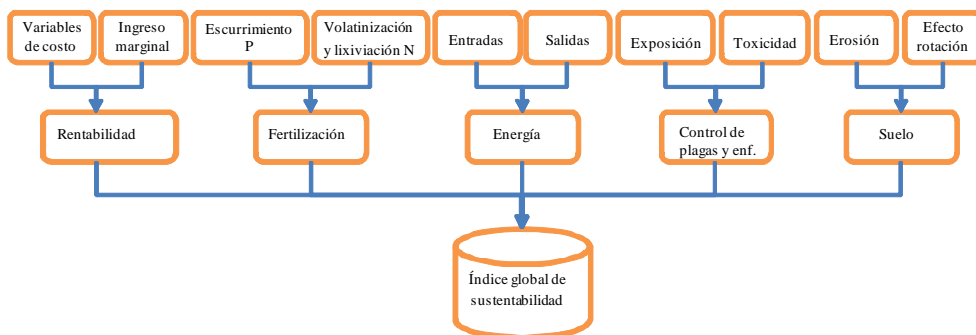 Variables
de costo
Ingreso
marginal
Escurrimiento
P
Volatinización
y lixiviación N
Entradas
Salidas
Exposición
Toxicidad
Erosión
Efecto
rotación
Rentabilidad
Fertilización
Energía
Control de
plagas y enf.
Suelo
Índice global de
sustentabilidad